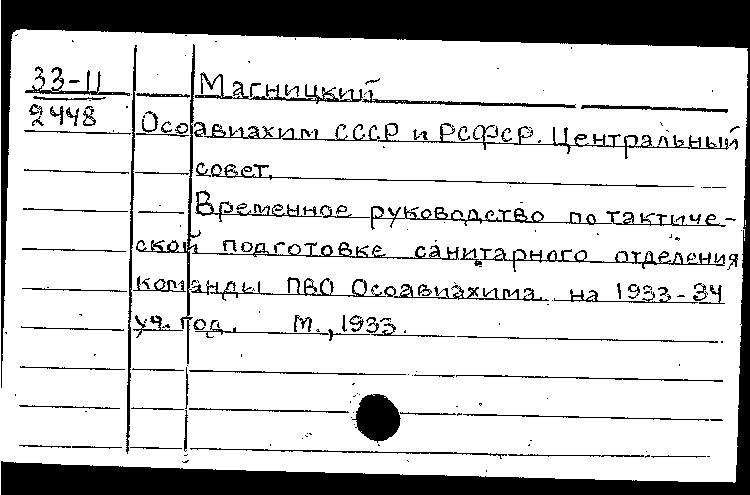 33-11 Магницкий
2448 Осоавиахим СССР и РСФСР. Центральный
совет.
Временное руководство по тактиче-
ской подготовке санитарного отделения
команды ПВО Осоавиахима на 1933-34
уч. год. М., 1933.